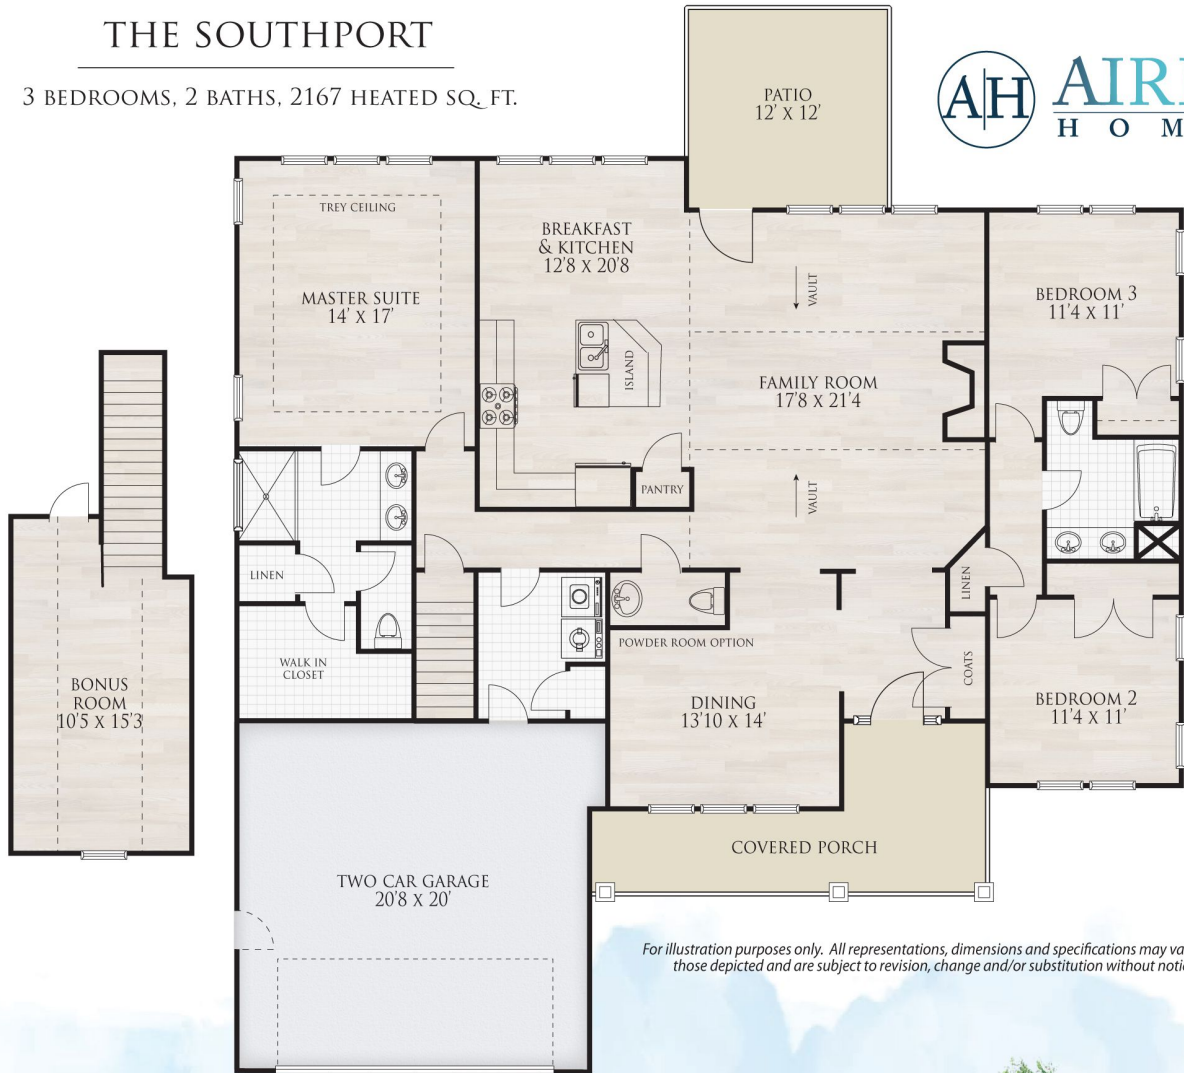 THE SOUTHPORT
3 BEDROOMS, 2 BATHS, 2167 HEATED SQ. FT.
PATIO
12' X 12'
AH
H O M
TREY CEILING
MASTER SUITE
14' X 17'
BREAKFAST
& KITCHEN
12'8 X 20'8
VAULT
BEDROOM 3
11'4 X 11'
ISLAND
FAMILY ROOM
17'8 X 21'4
PANTRY
VAULT
LINEN
LINEN
WALK IN
CLOSET
POWDER ROOM OPTION
COATS
BONUS
ROOM
10'5 X 15'3
DINING
13'10 X 14'
BEDROOM 2
11'4 X 11'
COVERED PORCH
TWO CAR GARAGE
20'8 X 20'
For illustration purposes only. All representations, dimensions and specifications may va
those depicted and are subject to revision, change and/or substitution without notic